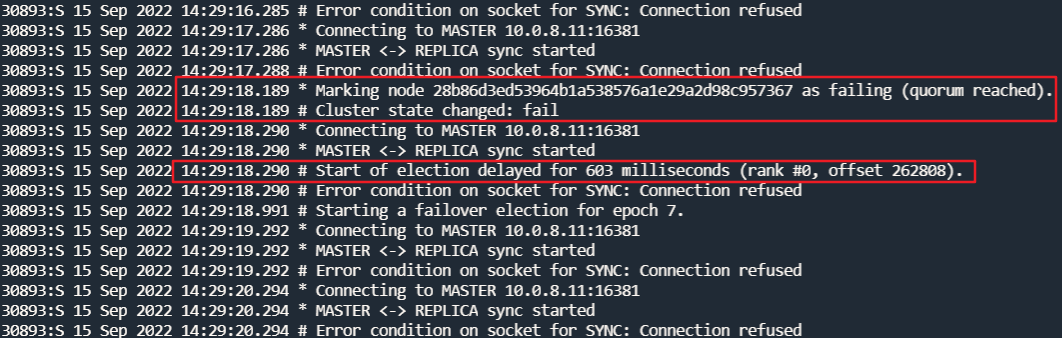 30893:S 15 Sep 2022 14:29:16.285 # Error condition on socket for SYNC: Connection refused
30893:S 15 Sep 2022 14:29:17.286 * Connecting to MASTER 10.0.8.11:16381
30893:S 15 Sep 2022 14:29:17.286 * MASTER <-> REPLICA sync started
30893:S 15 Sep 2022 14:29:17.288 # Error condition on socket for SYNC: Connection refused
30893:S 15 Sep 2022 14:29:18.189 * Marking node 28b86d3ed53964b1a538576a1e29a2d98c957367 as failing (quorum reached).
30893:S 15 Sep 2022 14:29:18.189 # Cluster state changed: fail
30893:S 15 Sep 2022 14:29:18.290 * Connecting to MASTER 10.0.8.11:16381
30893:S 15 Sep 2022 14:29:18.290 * MASTER <-> REPLICA sync started
30893:S 15 Sep 2022 14:29:18.290 # Start of election delayed for 603 milliseconds (rank #0, offset 262808).
30893:S 15 Sep 2022 14:29:18.290 # Error condition on socket for SYNC: Connection refused
30893:S 15 Sep 2022 14:29:18.991 # Starting a failover election for epoch 7.
30893:S 15 Sep 2022 14:29:19.292 * Connecting to MASTER 10.0.8.11:16381
30893:S 15 Sep 2022 14:29:19.292 * MASTER <-> REPLICA sync started
30893:S 15 Sep 2022 14:29:19.292 # Error condition on socket for SYNC: Connection refused
30893:S 15 Sep 2022 14:29:20.294 * Connecting to MASTER 10.0.8.11:16381
30893:S 15 Sep 2022 14:29:20.294 * MASTER <-> REPLICA sync started
30893:S 15 Sep 2022 14:29:20.294 # Error condition on socket for SYNC: Connection refused